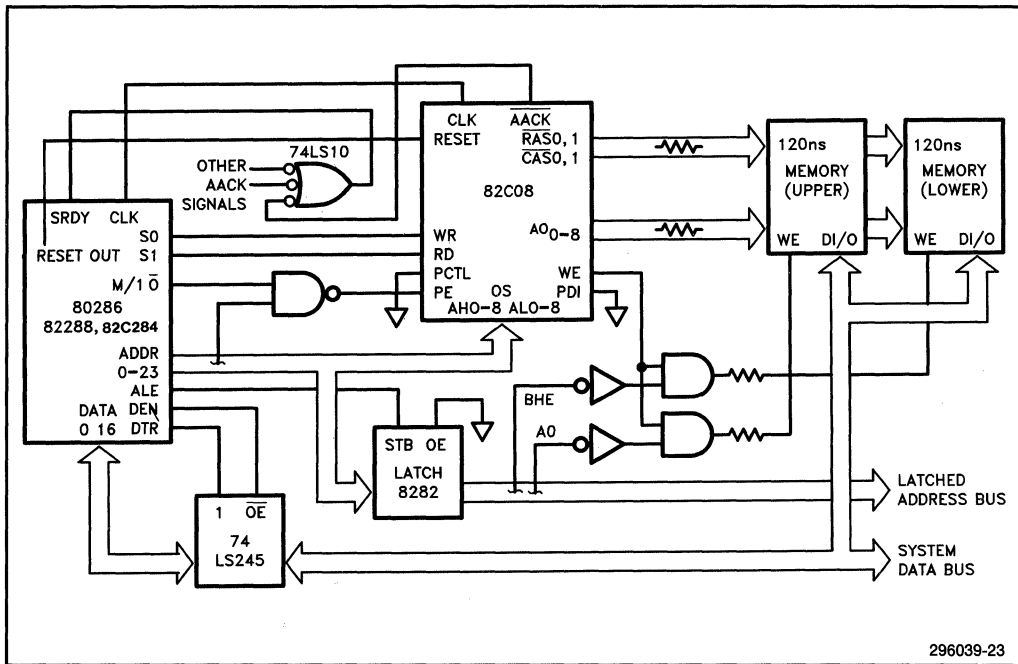 CLK
AACK
RESET
RAS0, 1
CAS0, 1
82C08
WR
RD
PCTL
PE
A0 0-8
WE
PDI
OS
AH0-8 AL0-8
74LS10
OTHER
AACK
SIGNALS
120ns
MEMORY
(UPPER)
WE DI/O
120ns
MEMORY
(LOWER)
WE DI/O
SRDY CLK
S0
RESET OUT S1
M/1 0
80286
82288, 82C284
ADDR
0-23
ALE
DATA DEN
0 16 DTR
BHE
A0
STB OE
LATCH
8282
1 OE
74
LS245
LATCHED
ADDRESS BUS
SYSTEM
DATA BUS
296039-23